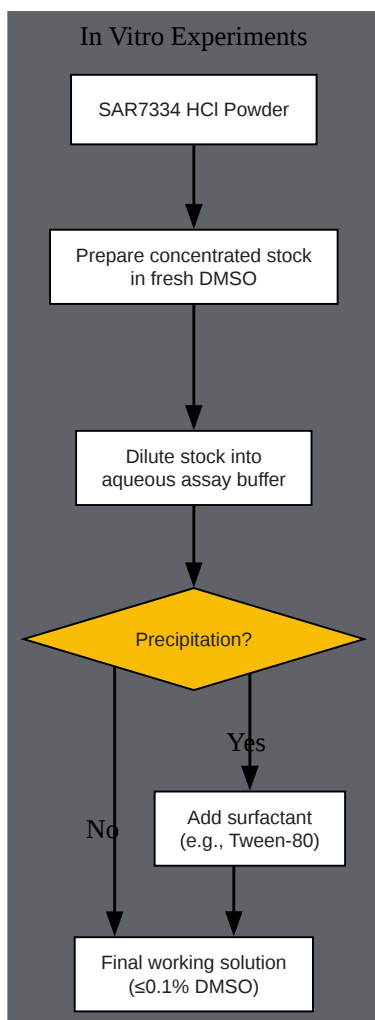 In Vitro Experiments
SAR7334 HCl Powder
Prepare concentrated stock
in fresh DMSO
Dilute stock into
aqueous assay buffer
Precipitation?
Yes
Add surfactant
(e.g., Tween-80)
No
Final working solution
(≤0.1% DMSO)